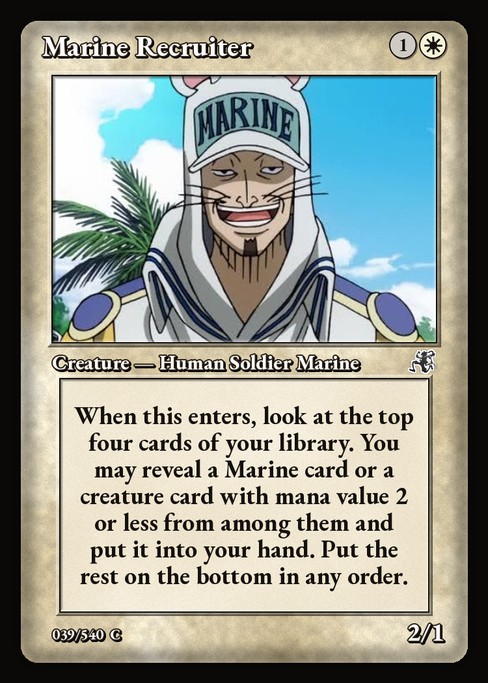 Marine Recruiter 1
MARINE
Creature — Human Soldier Marine
When this enters, look at the top
four cards of your library. You
may reveal a Marine card or a
creature card with mana value 2
or less from among them and
put it into your hand. Put the
rest on the bottom in any order.
039/540 C 2/1